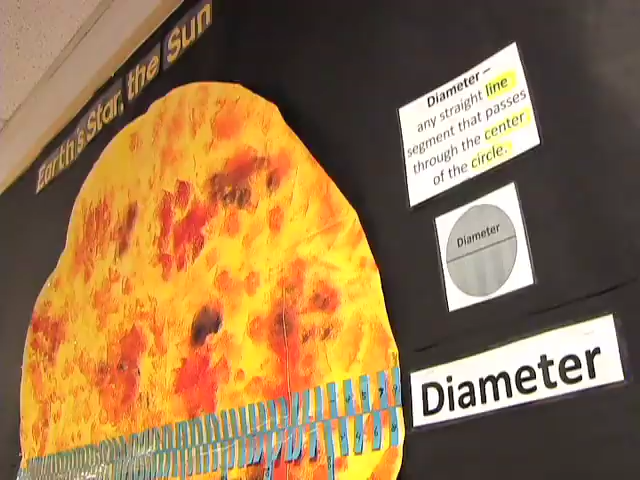 Earth's Star, the Sun
Diameter –
any straight line
segment that passes
through the center
of the circle.
Diameter
Diameter